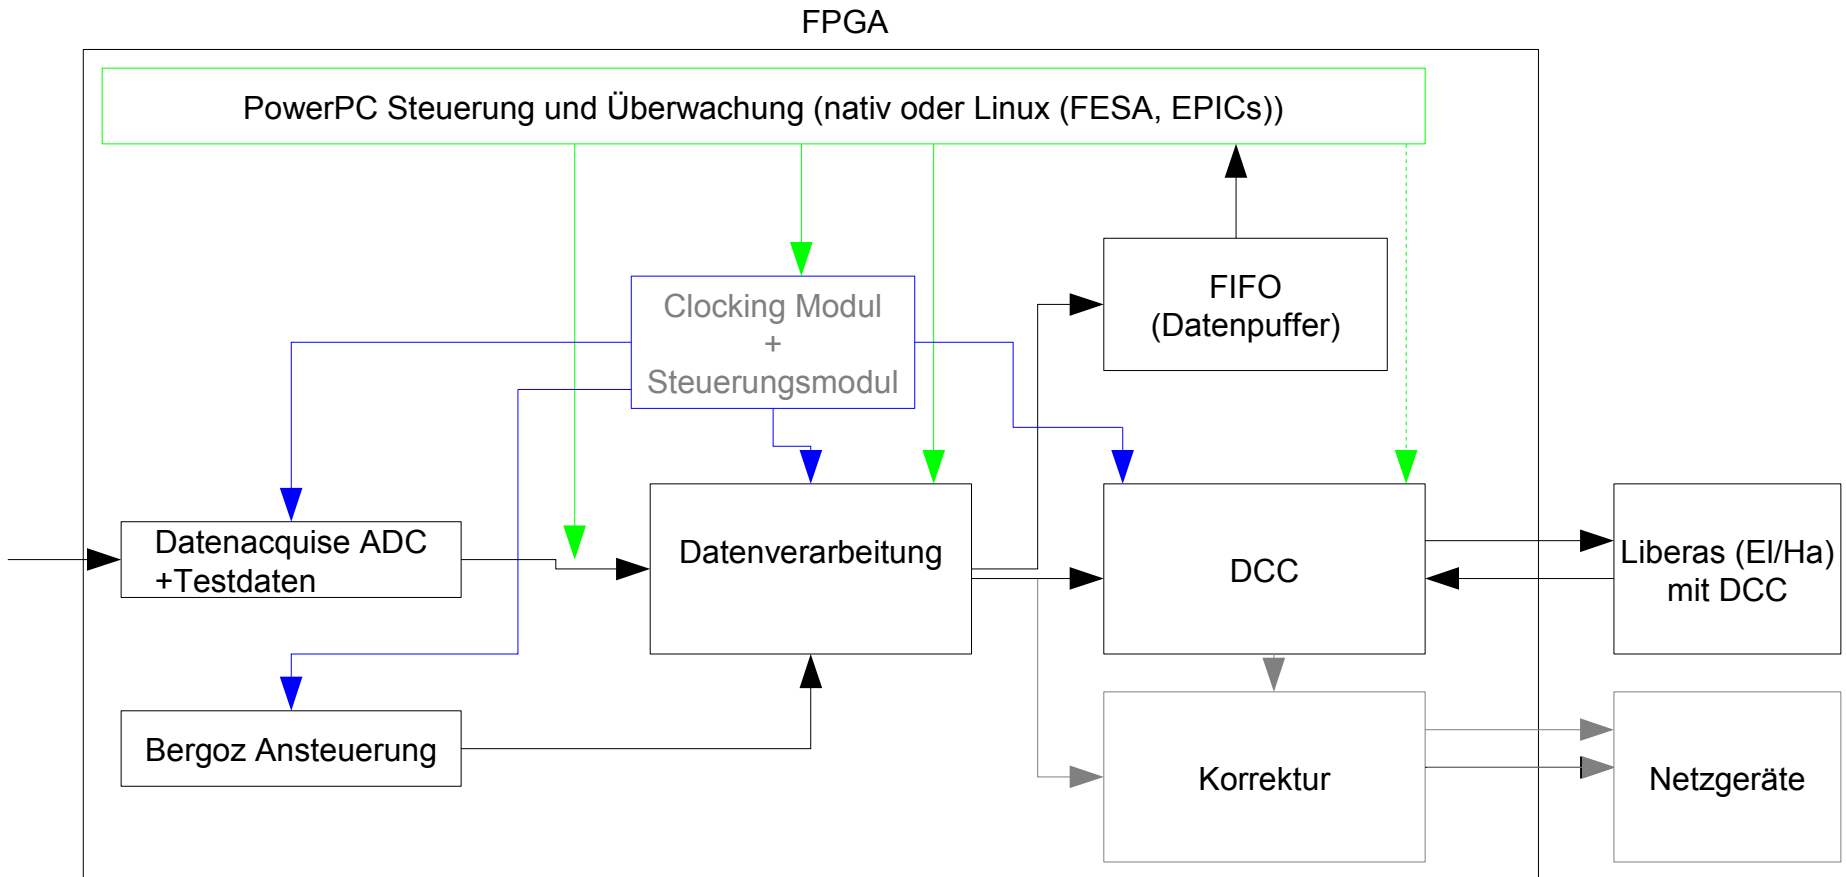 FPGA
PowerPC Steuerung und Überwachung (nativ oder Linux (FESA, EPICs))
Clocking Modul
+
Steuerungsmodul
FIFO
(Datenpuffer)
Datenacquise ADC
+Testdaten
Datenverarbeitung
DCC
Liberas (El/Ha)
mit DCC
Bergoz Ansteuerung
Korrektur
Netzgeräte